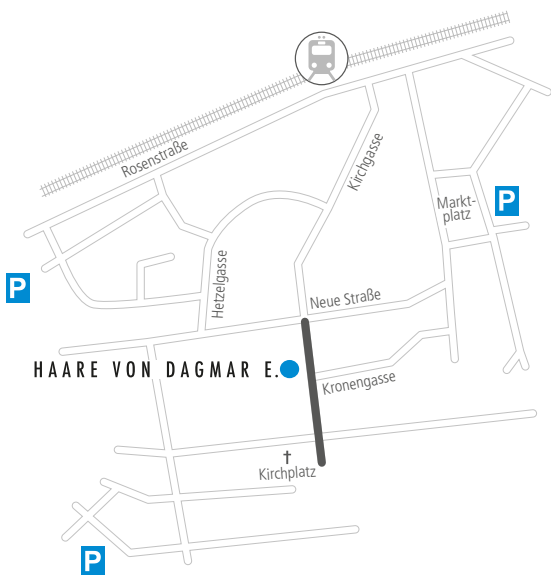 Rosenstraße
Kirchgasse
Markt-
platz
P
P
Hetzelgasse
Neue Straße
HAARE VON DAGMAR E.
Kronengasse
Kirchplatz
P